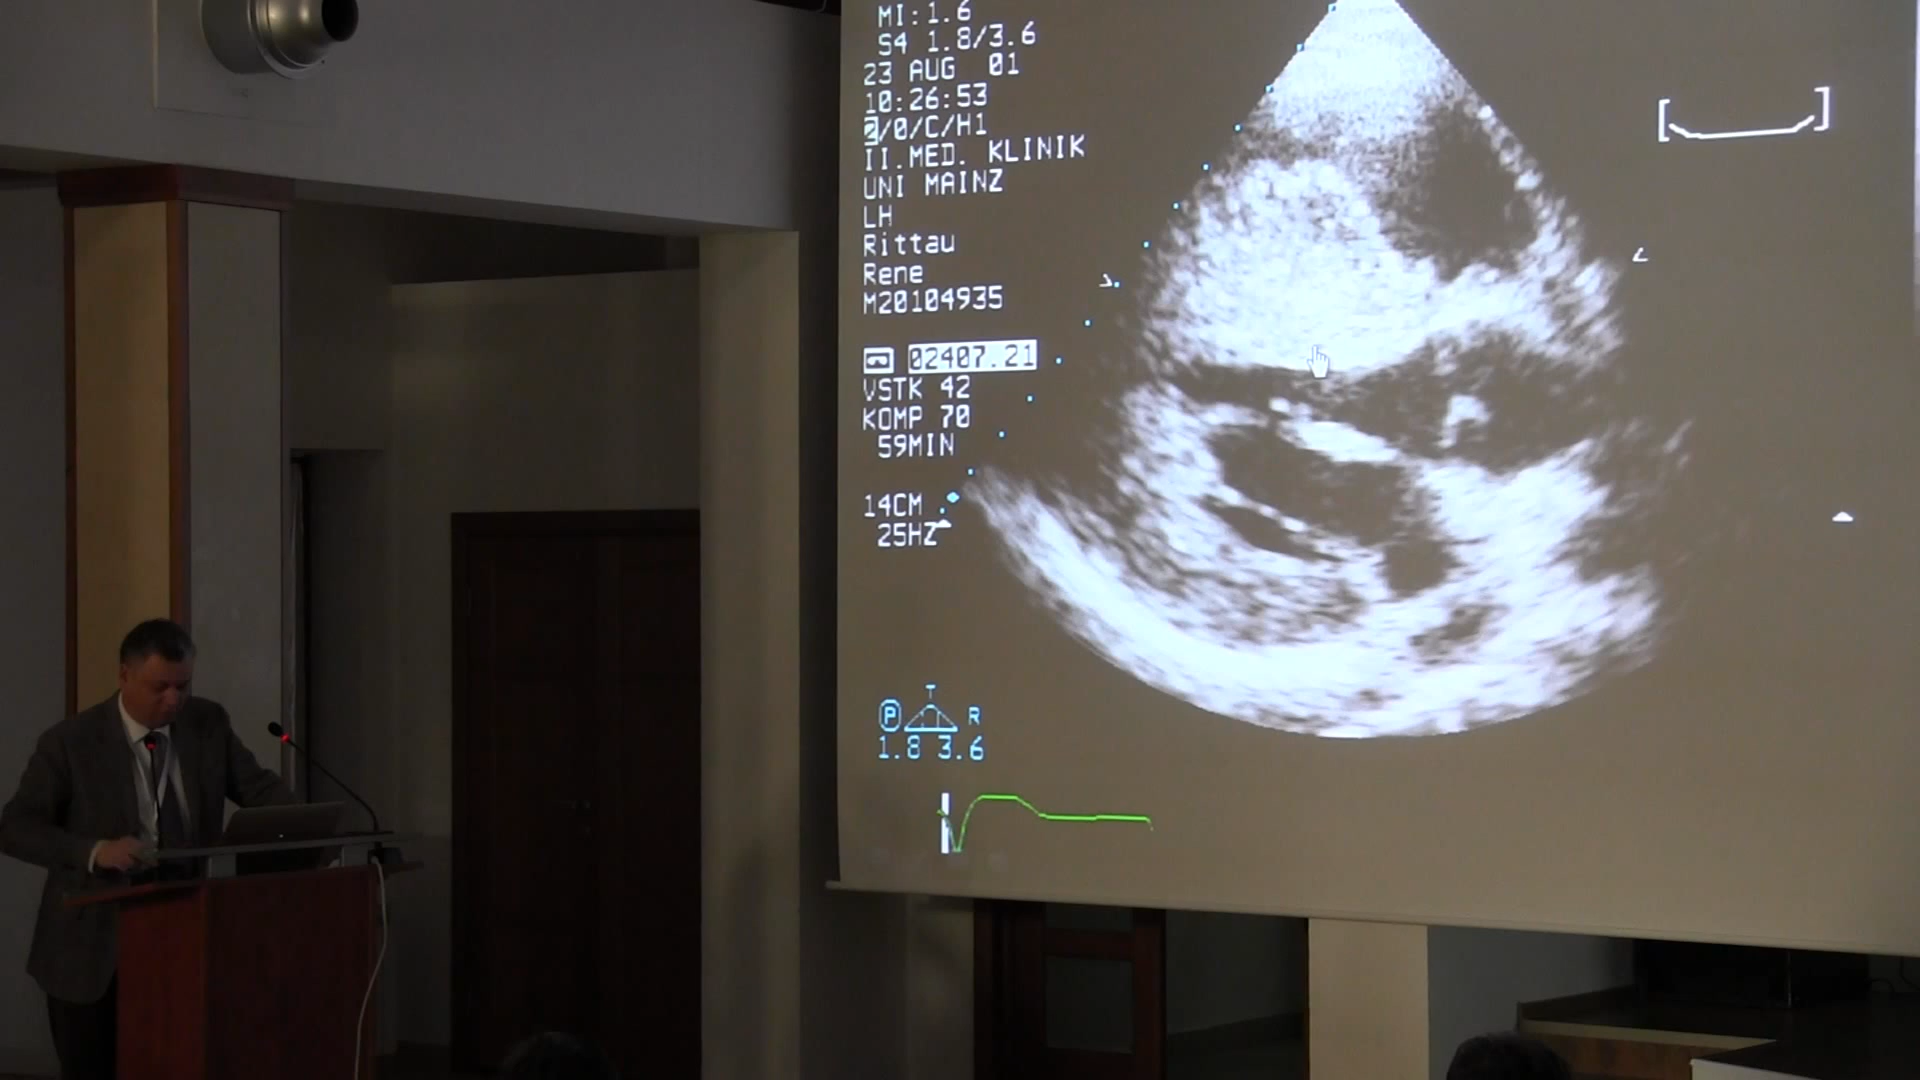 MI:1.6
S4 1.8/3.6
23 AUG 01
10:26:53
2/0/C/H1
II.MED. KLINIK
UNI MAINZ
LH
Rittau
Rene
M20104935
02407.21
VSTK 42
KOMP 70
59MIN
14CM
25HZ
T
P R
1.8 3.6